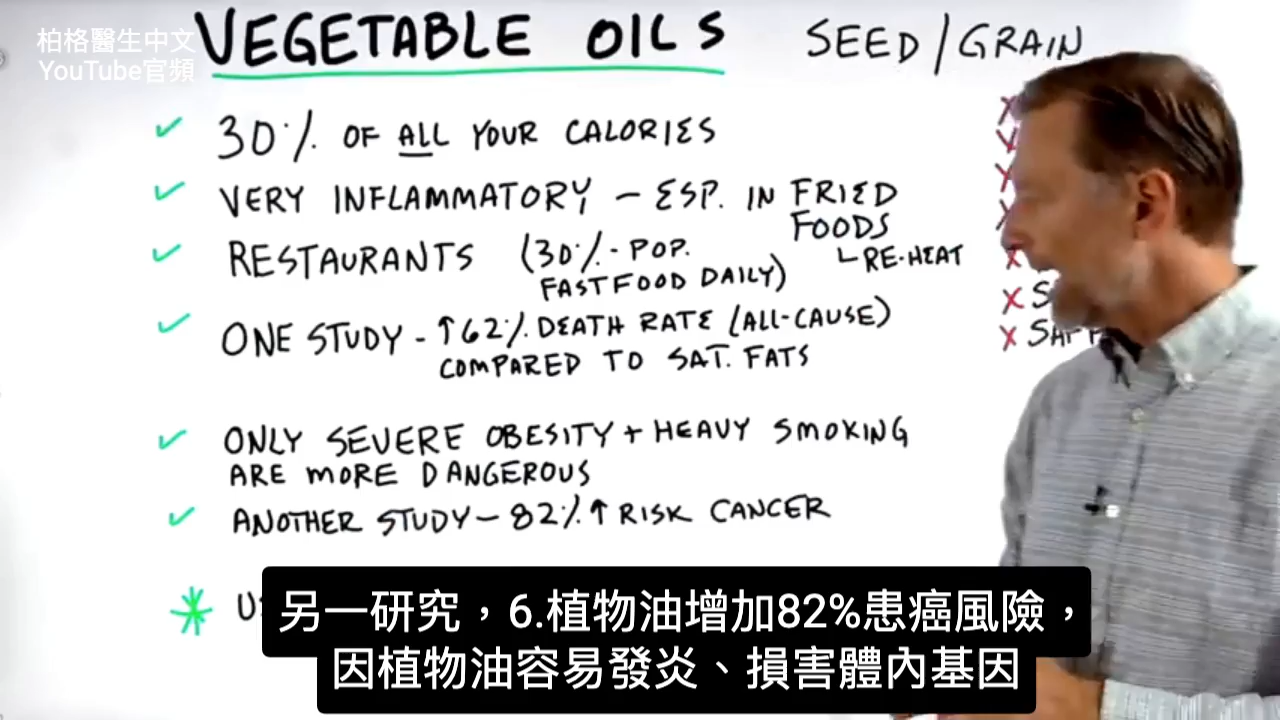 柏格醫生中文
YouTube官頻
VEGETABLE OILS
SEED/GRAIN
30% OF ALL YOUR CALORIES
VERY INFLAMMATORY - ESP. IN FRIED
FOODS
RE-HEAT
RESTAURANTS (30% - POP.
FASTFOOD DAILY)
ONE STUDY - ↑62% DEATH RATE (ALL-CAUSE)
COMPARED TO SAT. FATS
ONLY SEVERE OBESITY + HEAVY SMOKING
ARE MORE DANGEROUS
ANOTHER STUDY - 82% ↑ RISK CANCER
另一研究，6.植物油增加82%患癌風險，
因植物油容易發炎、損害體內基因